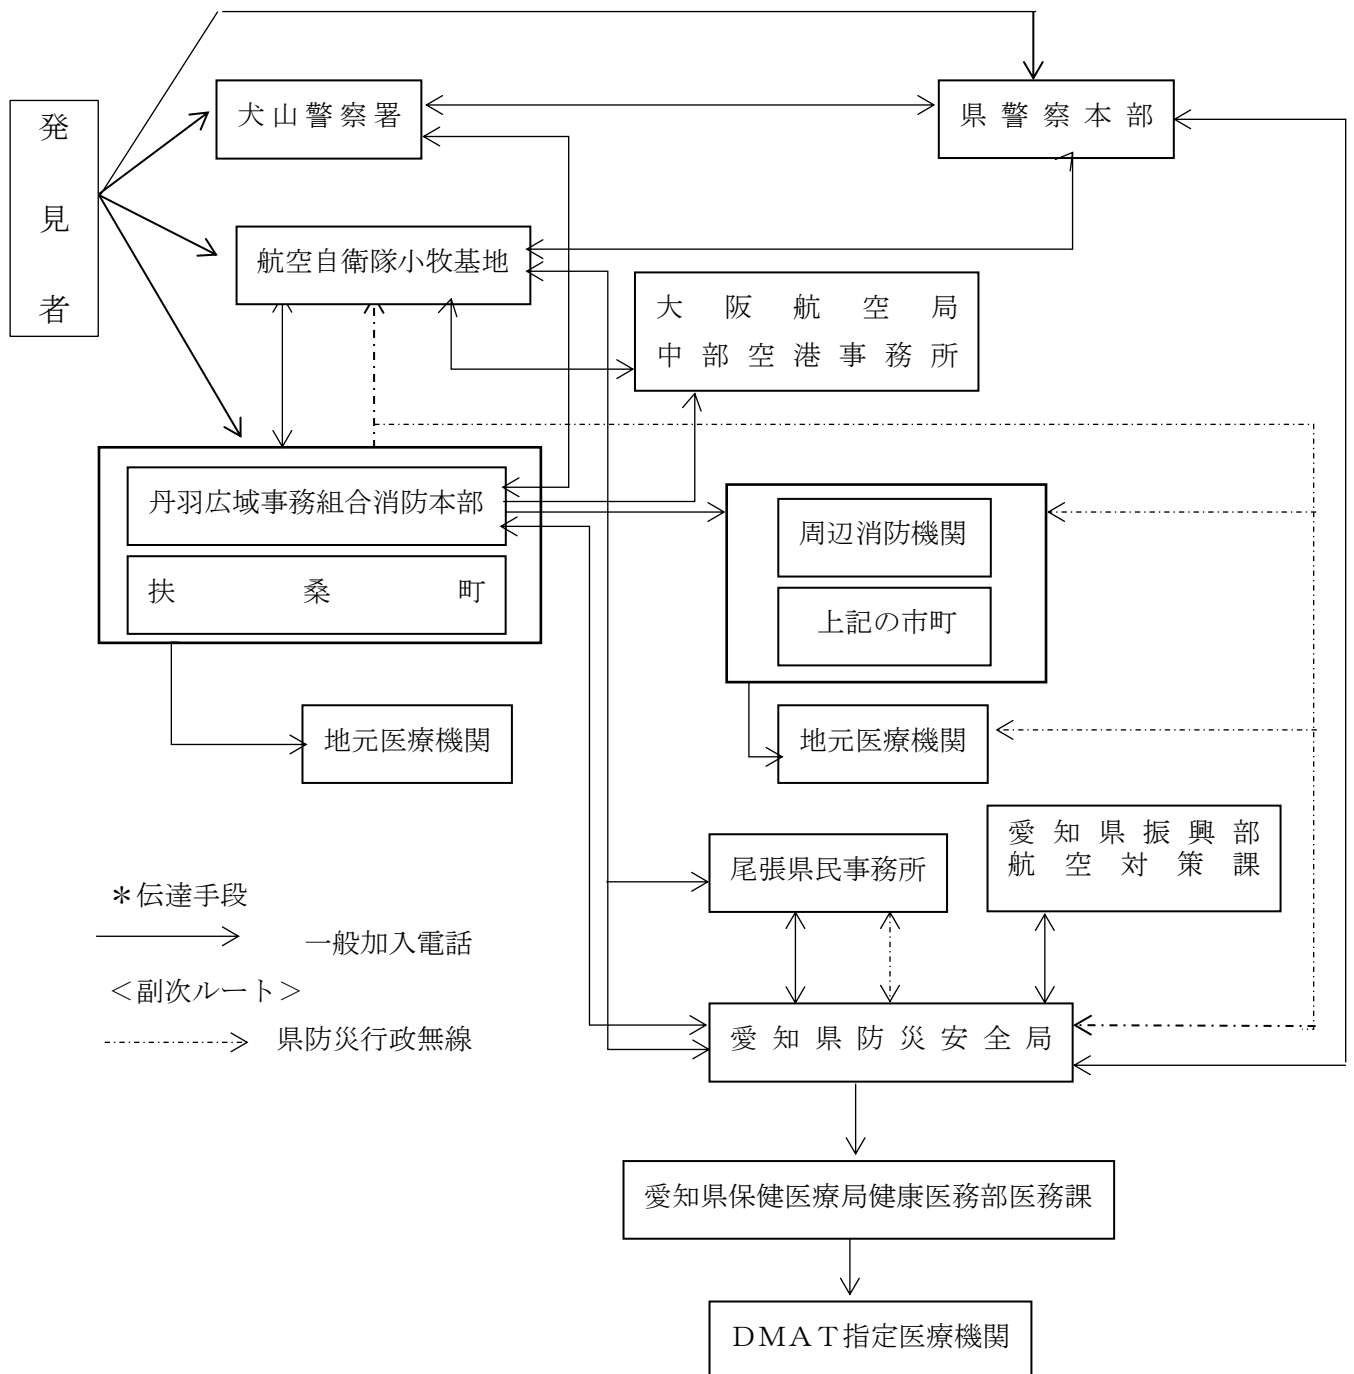 発見者
犬山警察署
県警察本部
航空自衛隊小牧基地
大阪航空局
中部空港事務所
丹羽広域事務組合消防本部
扶桑町
周辺消防機関
上記の市町
地元医療機関
地元医療機関
尾張県民事務所
愛知県振興部
航空対策課
＊伝達手段
一般加入電話
＜副次ルート＞
県防災行政無線
愛知県防災安全局
愛知県保健医療局健康医務部医務課
ＤＭＡＴ指定医療機関